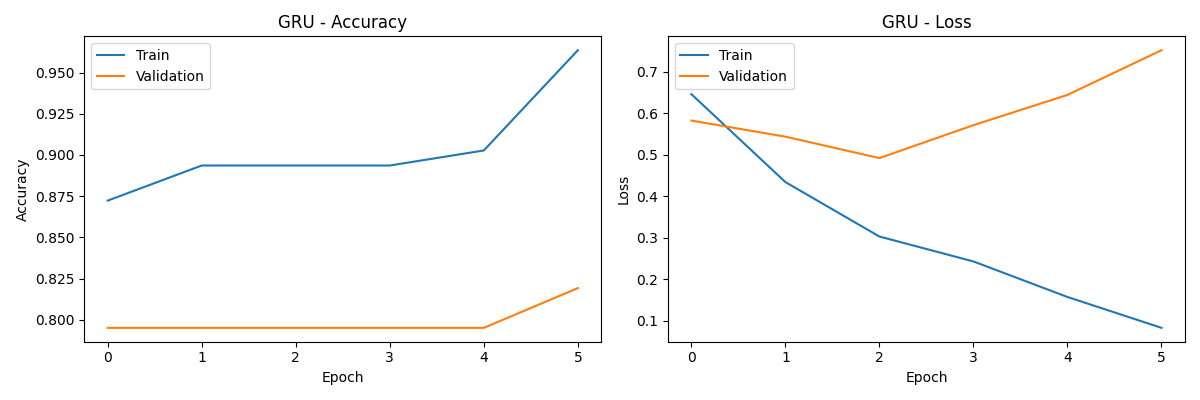 GRU - Accuracy
Train
Validation
0.950
0.925
0.900
0.875
0.850
0.825
0.800
Accuracy
0 1 2 3 4 5
Epoch
GRU - Loss
Train
Validation
0.7
0.6
0.5
0.4
0.3
0.2
0.1
Loss
0 1 2 3 4 5
Epoch